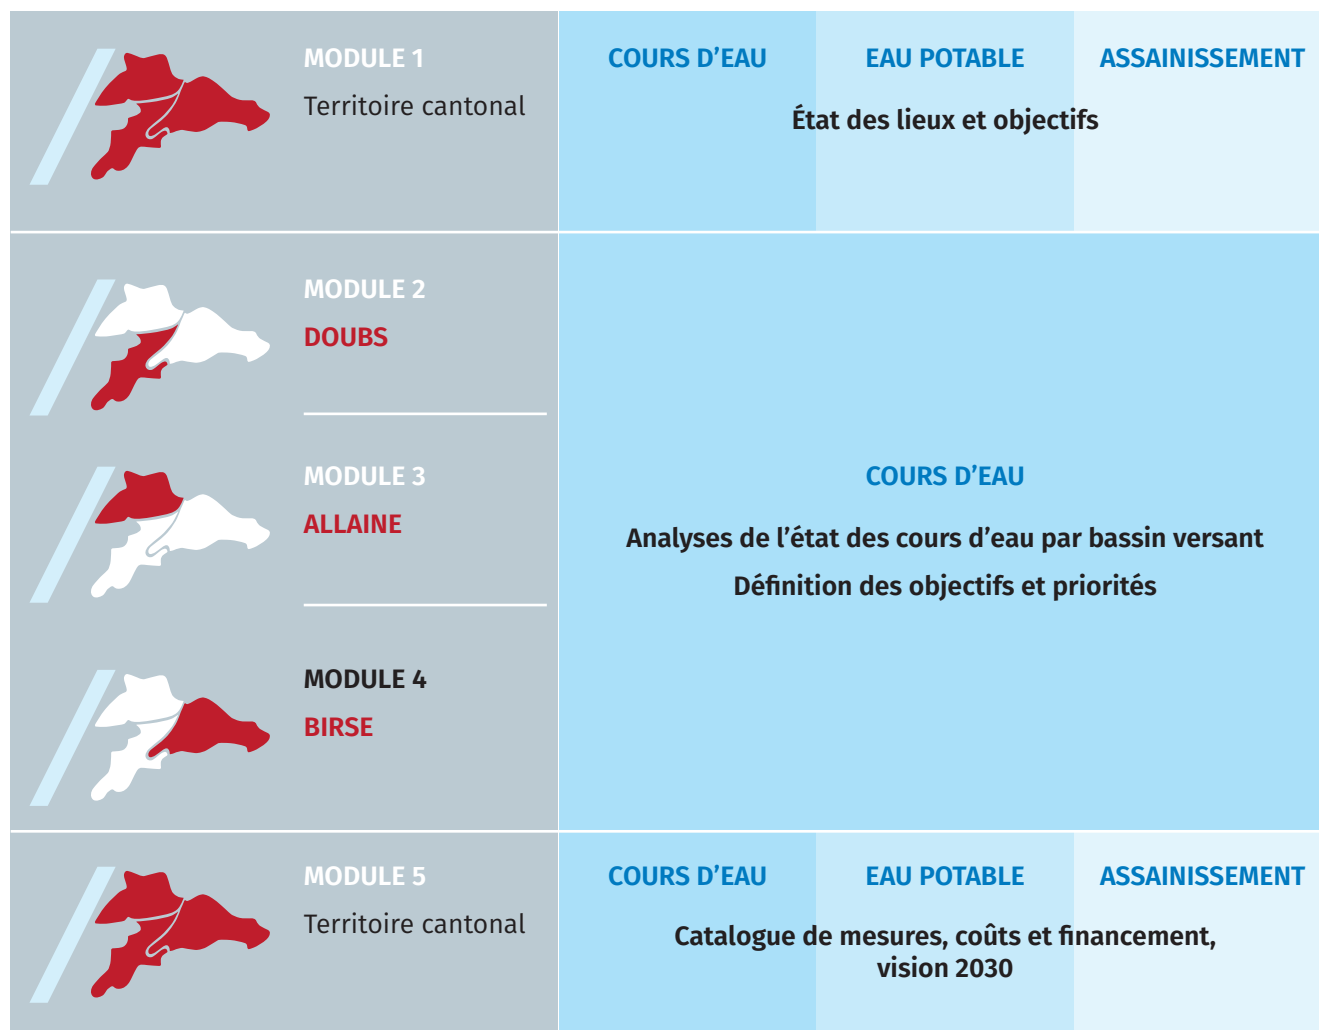 MODULE 1
Territoire cantonal
COURS D’EAU
EAU POTABLE
ASSAINISSEMENT
État des lieux et objectifs
MODULE 2
DOUBS
MODULE 3
ALLAINE
MODULE 4
BIRSE
COURS D’EAU
Analyses de l’état des cours d’eau par bassin versant
Définition des objectifs et priorités
MODULE 5
Territoire cantonal
COURS D’EAU
EAU POTABLE
ASSAINISSEMENT
Catalogue de mesures, coûts et financement,
vision 2030